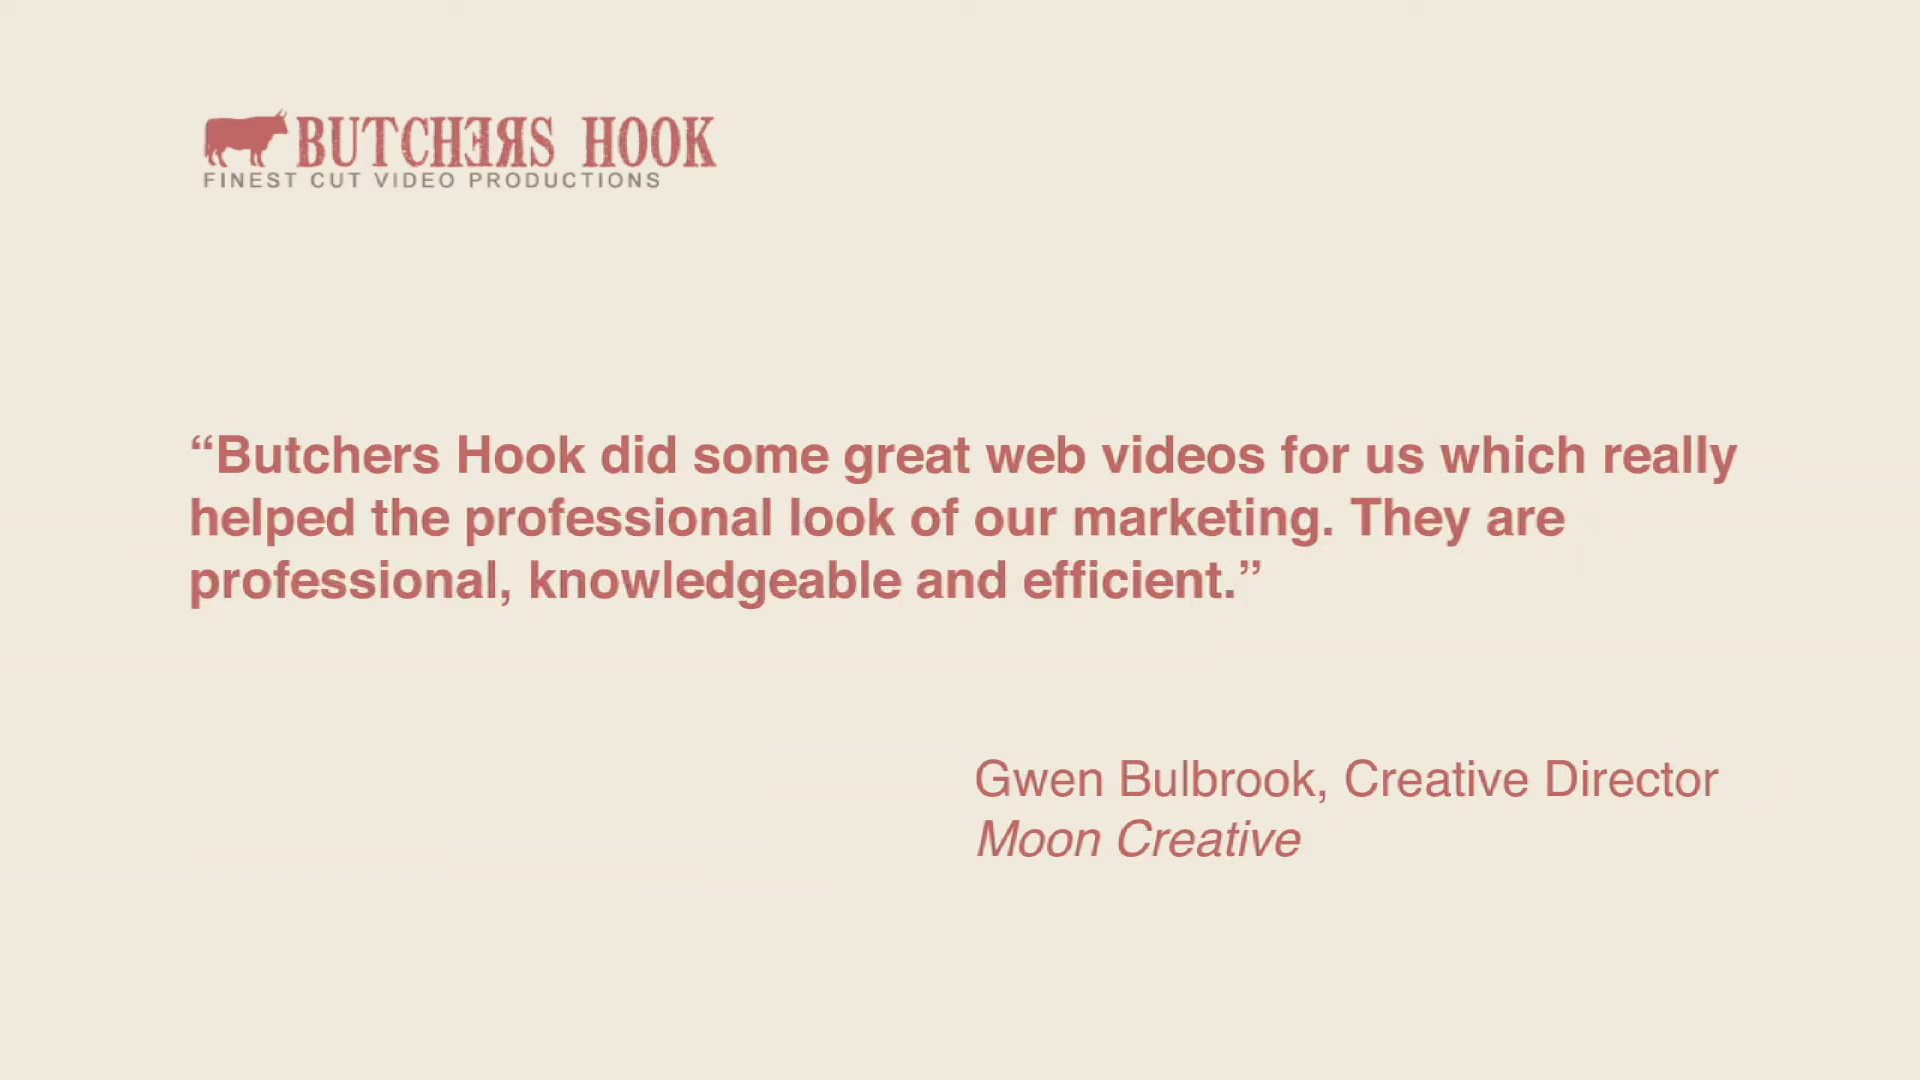 BUTCHERS HOOK
FINEST CUT VIDEO PRODUCTIONS
“Butchers Hook did some great web videos for us which really
helped the professional look of our marketing. They are
professional, knowledgeable and efficient.”
Gwen Bulbrook, Creative Director
Moon Creative